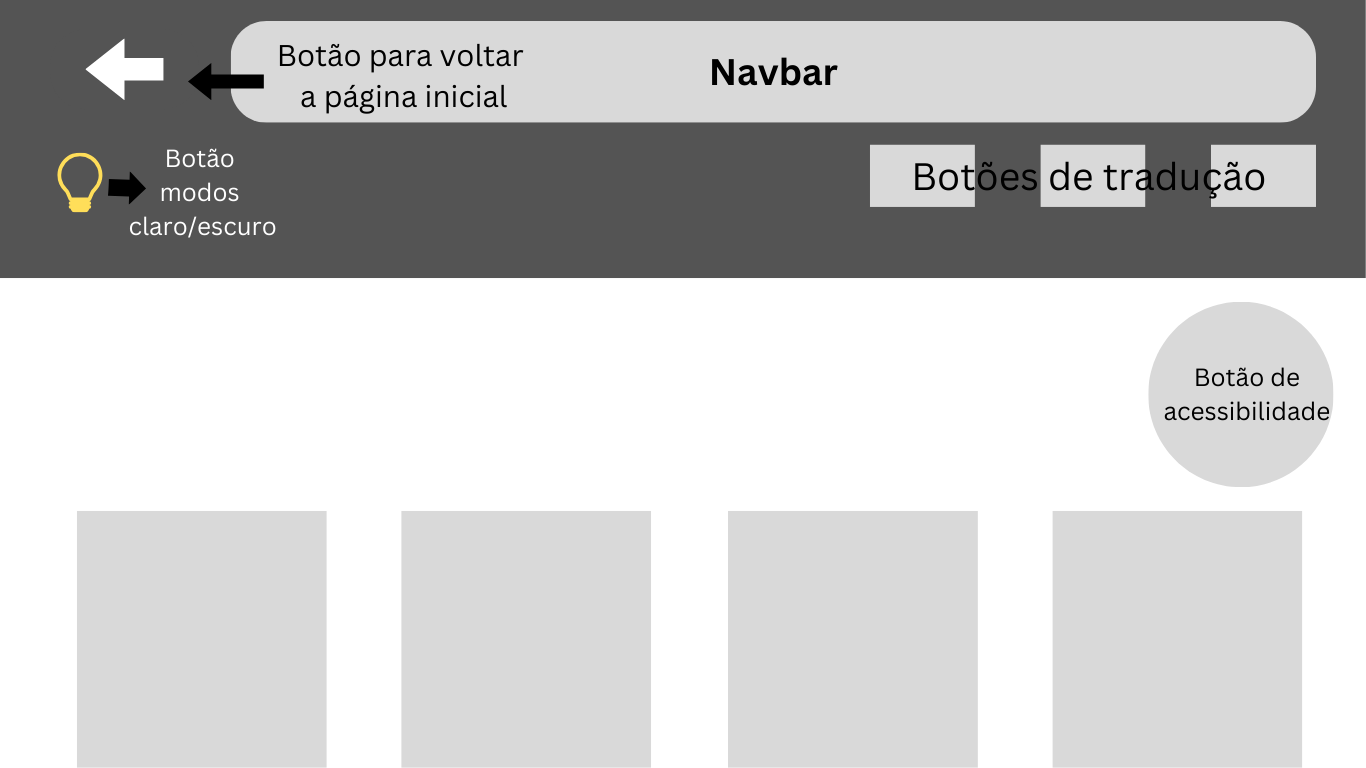 Botão para voltar
a página inicial
Navbar
Botão
modos
claro/escuro
Botões de tradução
Botão de
acessibilidade